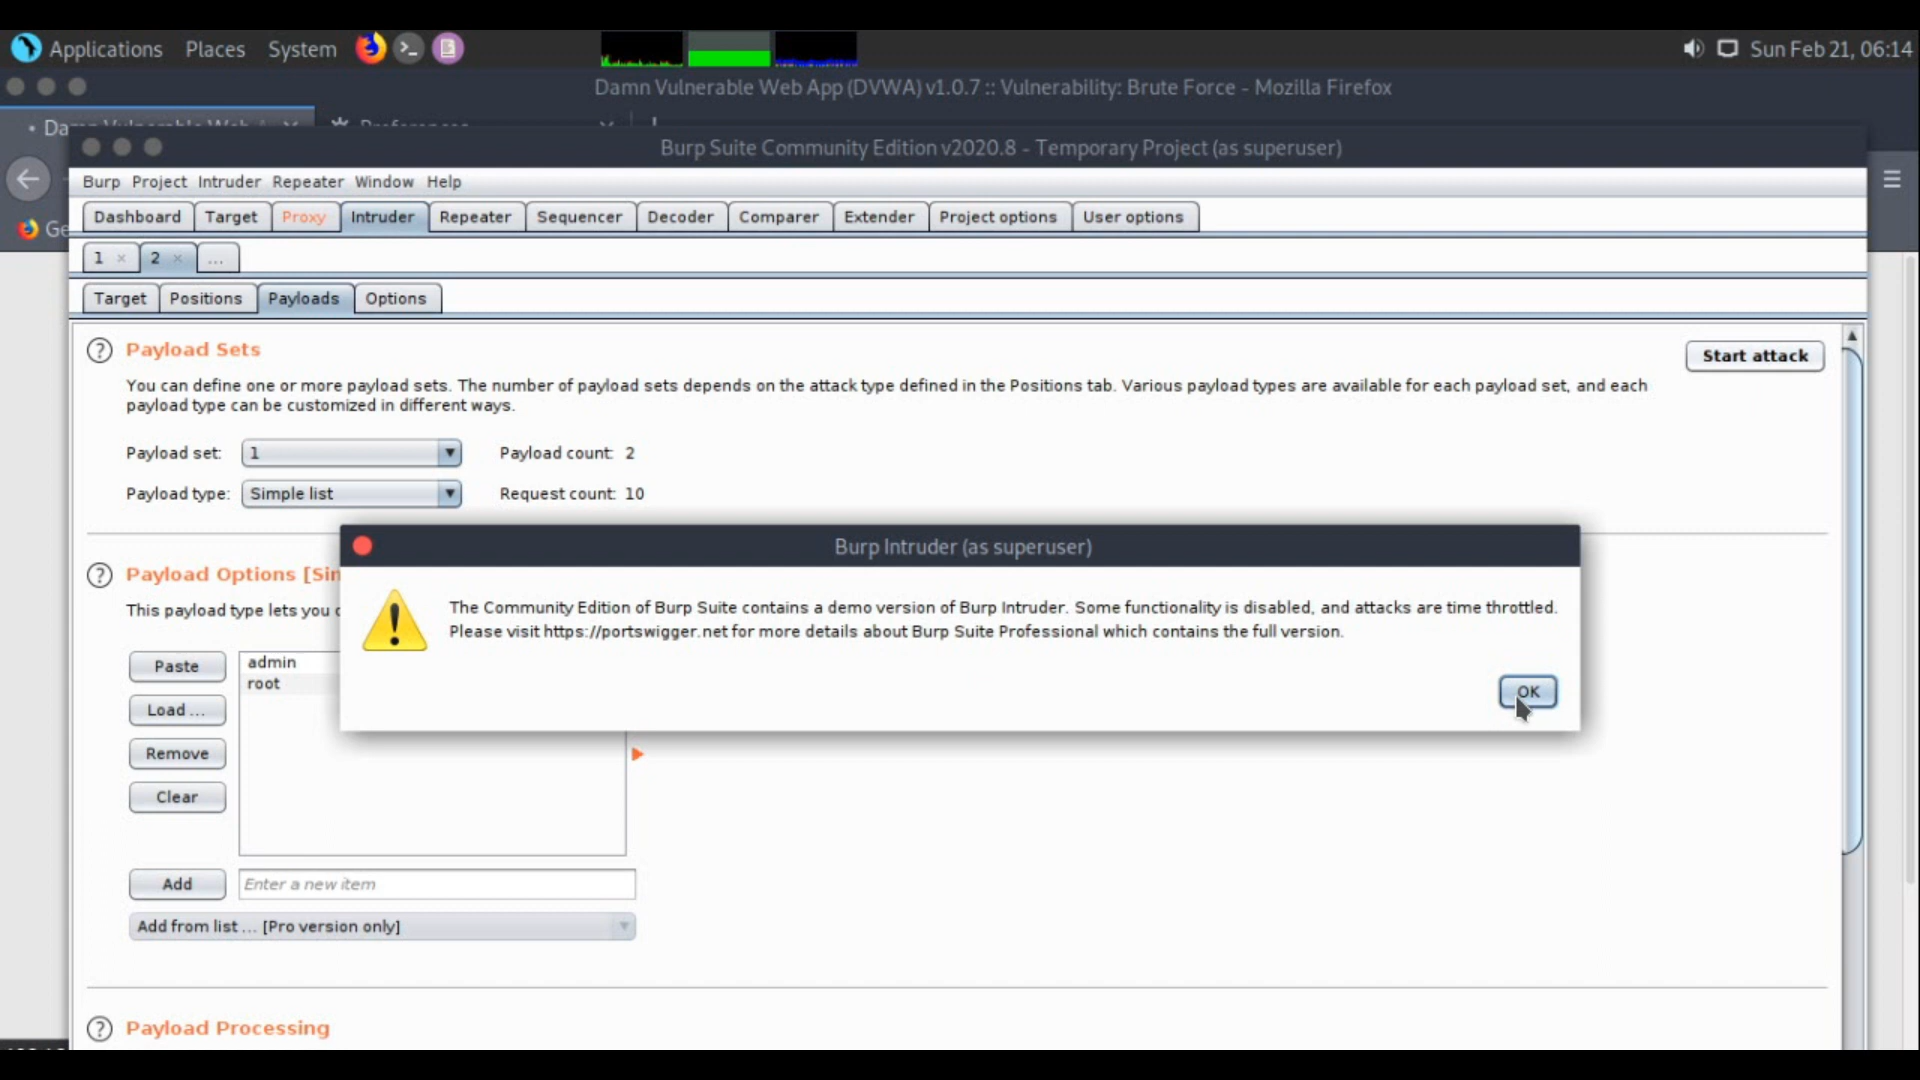 Applications Places System Sun Feb 21, 06:14
Damn Vulnerable Web App (DVWA) v1.0.7 :: Vulnerability: Brute Force - Mozilla Firefox
Burp Suite Community Edition v2020.8 - Temporary Project (as superuser)
Burp Project Intruder Repeater Window Help
Dashboard Target Proxy Intruder Repeater Sequencer Decoder Comparer Extender Project options User options
1 × 2 × ...
Target Positions Payloads Options
? Payload Sets
Start attack
You can define one or more payload sets. The number of payload sets depends on the attack type defined in the Positions tab. Various payload types are available for each payload set, and each
payload type can be customized in different ways.
Payload set: 1 Payload count: 2
Payload type: Simple list Request count: 10
Burp Intruder (as superuser)
? Payload Options [Sim
The Community Edition of Burp Suite contains a demo version of Burp Intruder. Some functionality is disabled, and attacks are time throttled.
Please visit https://portswigger.net for more details about Burp Suite Professional which contains the full version.
OK
This payload type lets you
Paste
Load ...
Remove
Clear
admin
root
Add Enter a new item
Add from list ... [Pro version only]
? Payload Processing